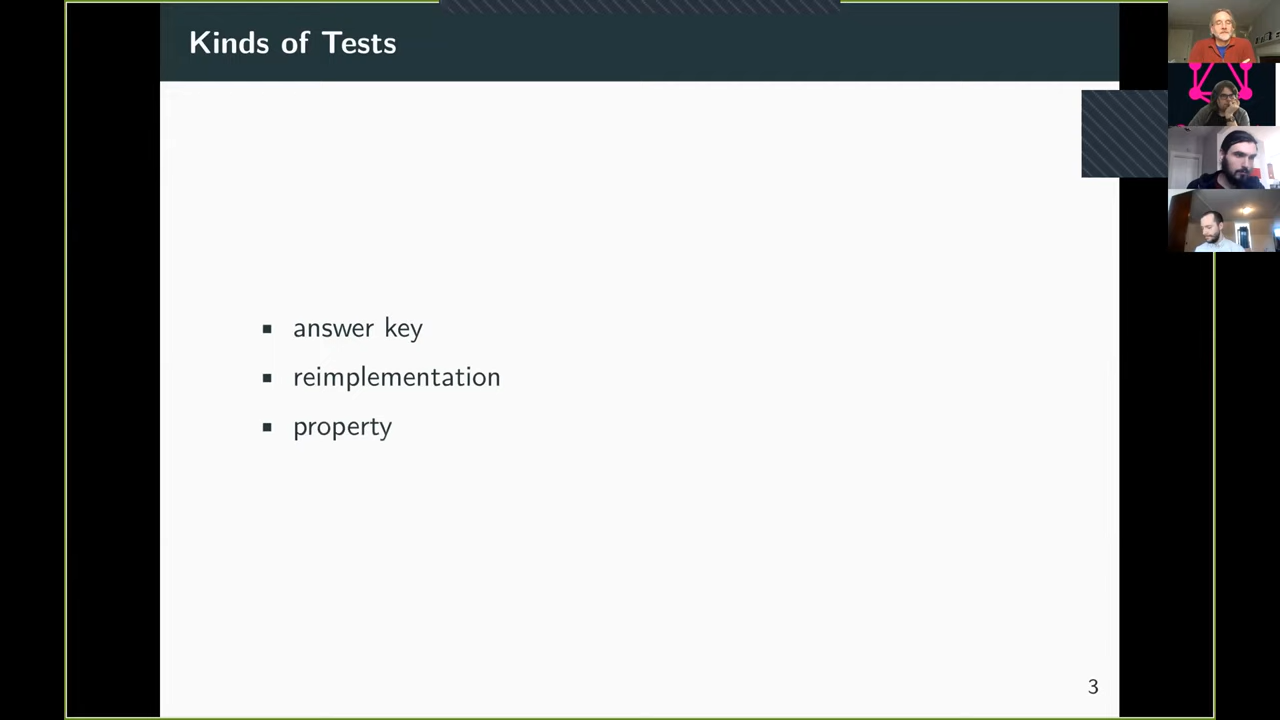 Kinds of Tests
answer key
reimplementation
property
3